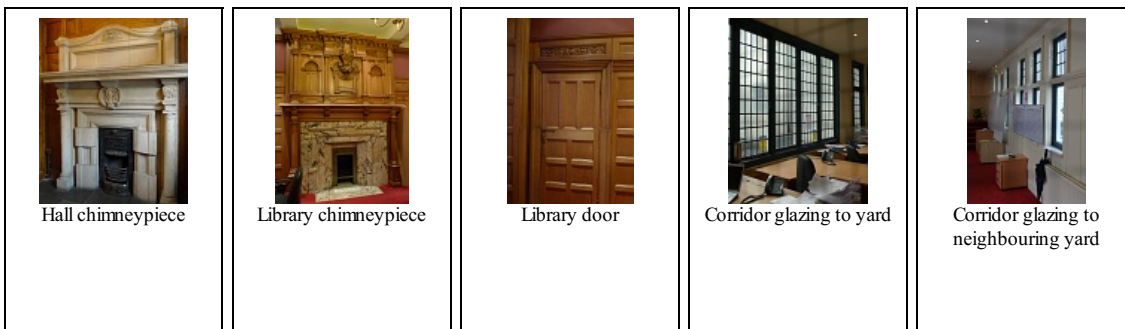 Hall chimneypiece
Library chimneypiece
Library door
Corridor glazing to yard
Corridor glazing to
neighbouring yard